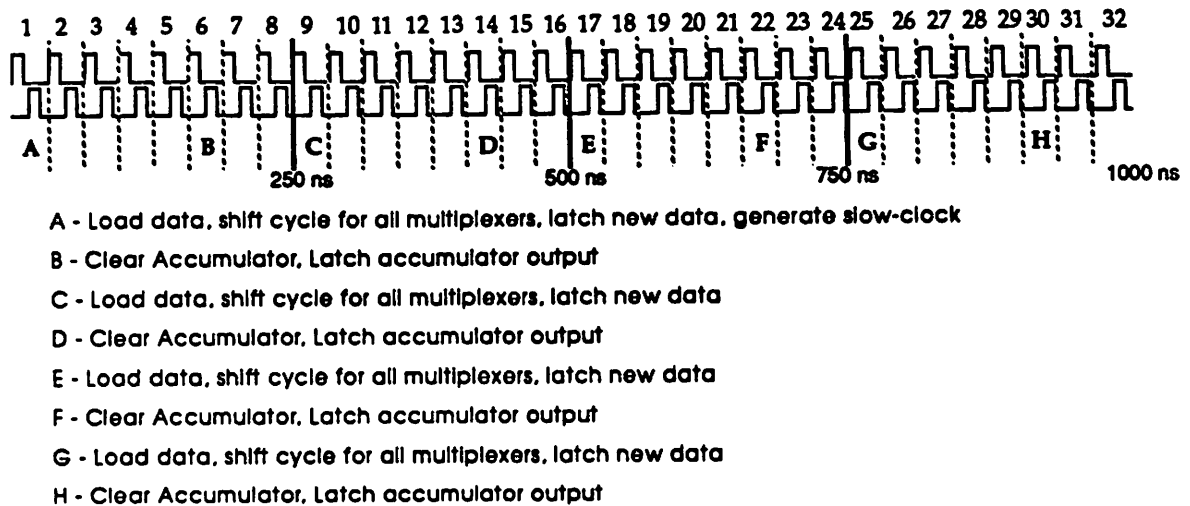 1 2 3 4 5 6 7 8 9 10 11 12 13 14 15 16 17 18 19 20 21 22 23 24 25 26 27 28 29 30 31 32
A B C D E F G H
250 ns 500 ns 750 ns 1000 ns
A - Load data, shift cycle for all multiplexers, latch new data, generate slow-clock
B - Clear Accumulator, Latch accumulator output
C - Load data, shift cycle for all multiplexers, latch new data
D - Clear Accumulator, Latch accumulator output
E - Load data, shift cycle for all multiplexers, latch new data
F - Clear Accumulator, Latch accumulator output
G - Load data, shift cycle for all multiplexers, latch new data
H - Clear Accumulator, Latch accumulator output